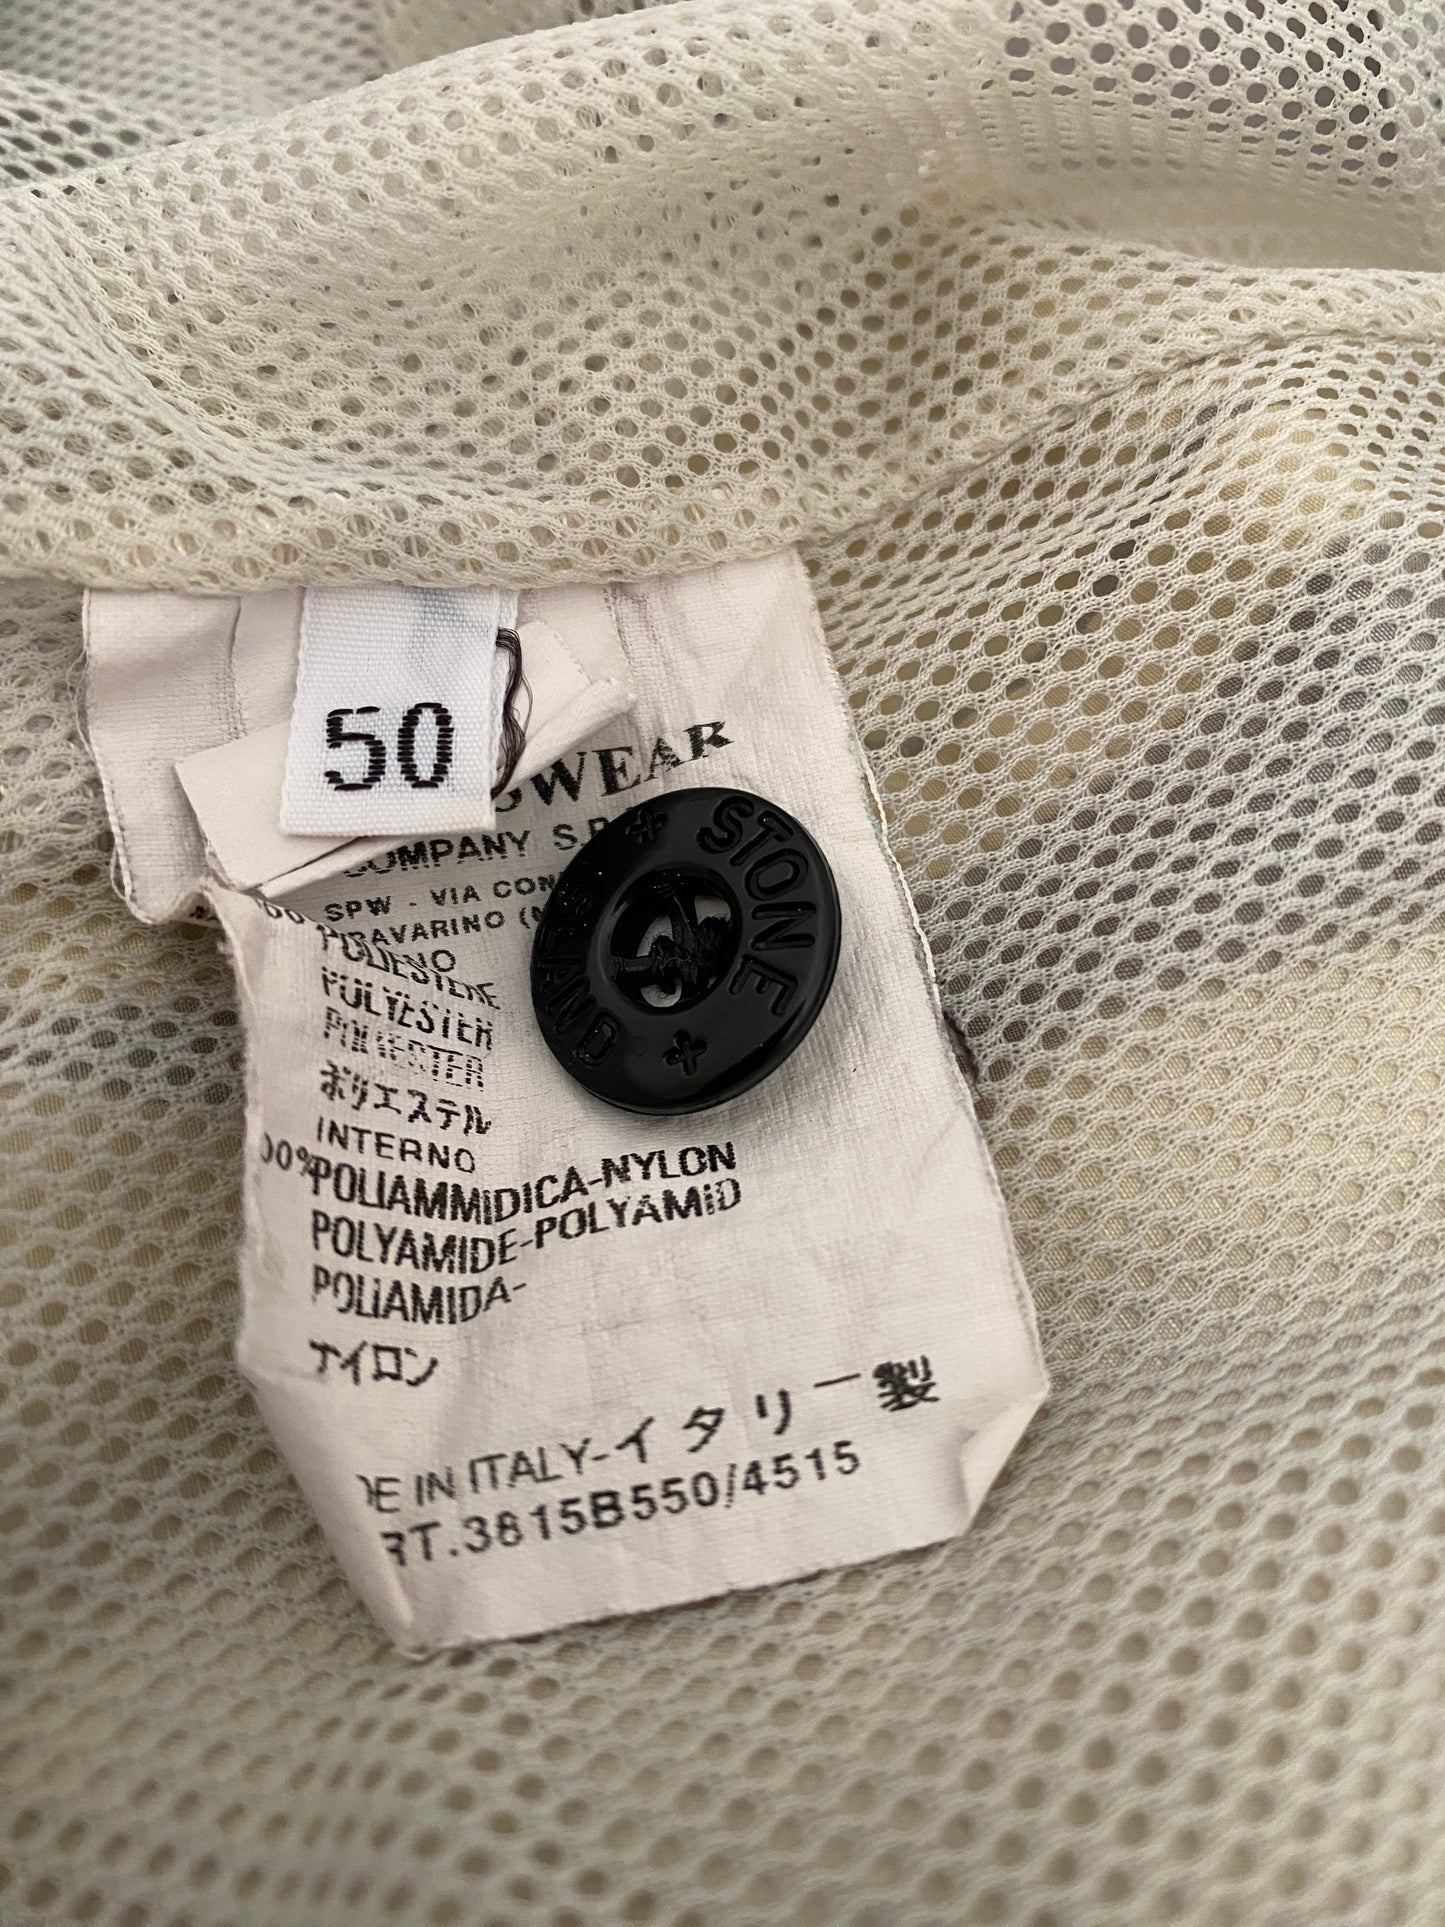 50
SWEAR
COMPANY S.P.
SPW - VIA CON
RAVARINO (M
POLIESTERE
POLYESTER
POLYESTER
ポリエステル
INTERNO
00% POLIAMMIDICA-NYLON
POLYAMIDE-POLYAMID
POLIAMIDA-
ナイロン
DE IN ITALY-イタリー製
RT.3815B550/4515
STONE
ISLAND